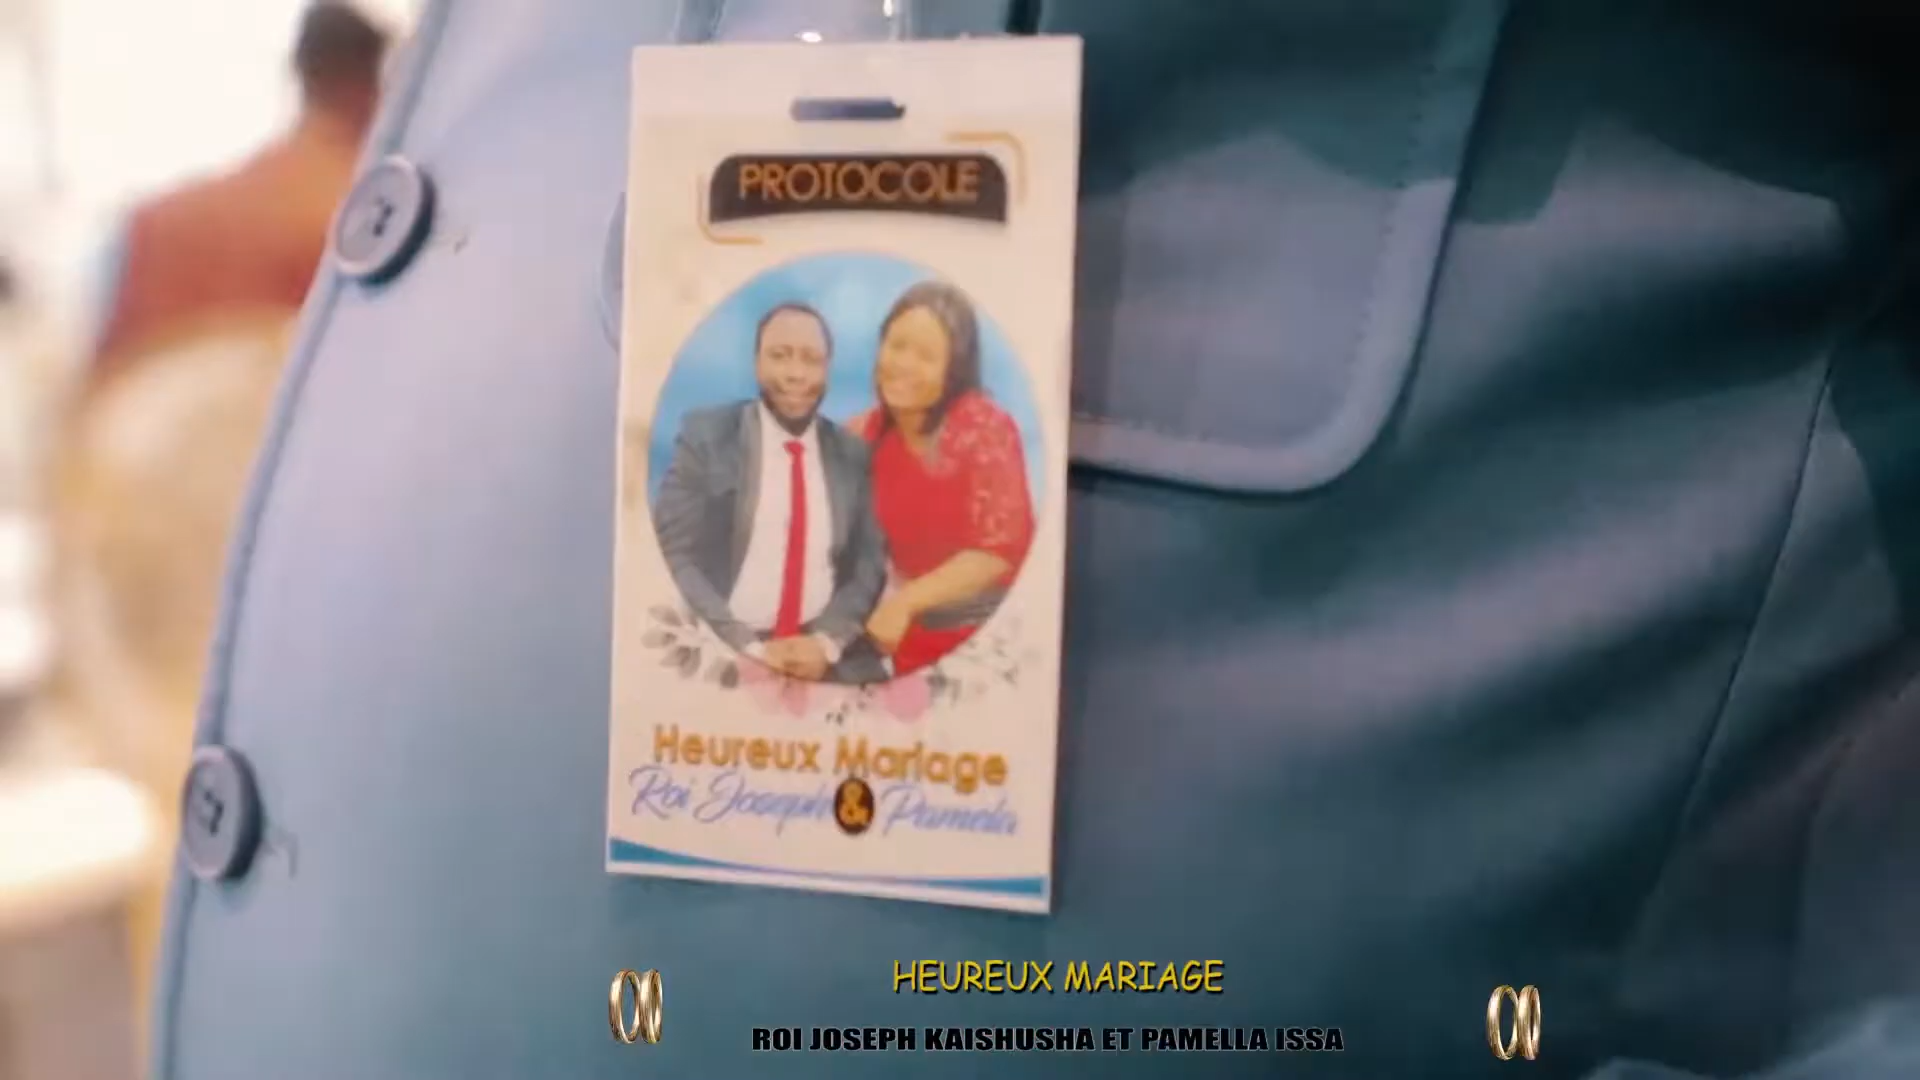 PROTOCOLE
Heureux Mariage
Roi Joseph & Pamela
HEUREUX MARIAGE
ROI JOSEPH KAISHUSHA ET PAMELLA ISSA